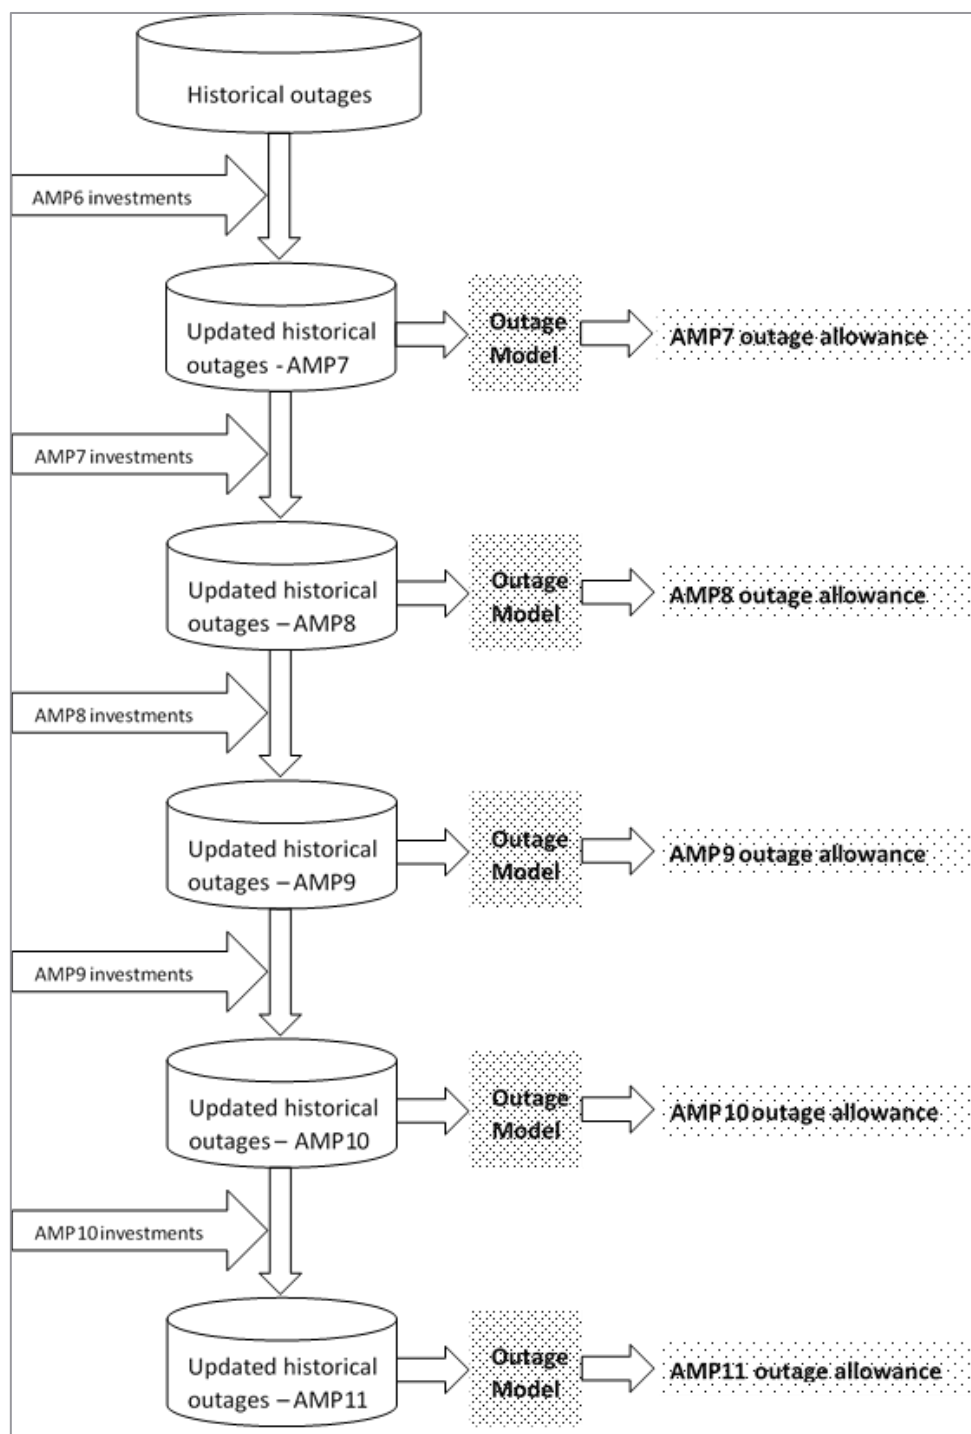 Historical outages
AMP6 investments
Updated historical
outages - AMP7
Outage
Model
AMP7 outage allowance
AMP7 investments
Updated historical
outages – AMP8
Outage
Model
AMP8 outage allowance
AMP8 investments
Updated historical
outages – AMP9
Outage
Model
AMP9 outage allowance
AMP9 investments
Updated historical
outages – AMP10
Outage
Model
AMP10 outage allowance
AMP10 investments
Updated historical
outages – AMP11
Outage
Model
AMP11 outage allowance